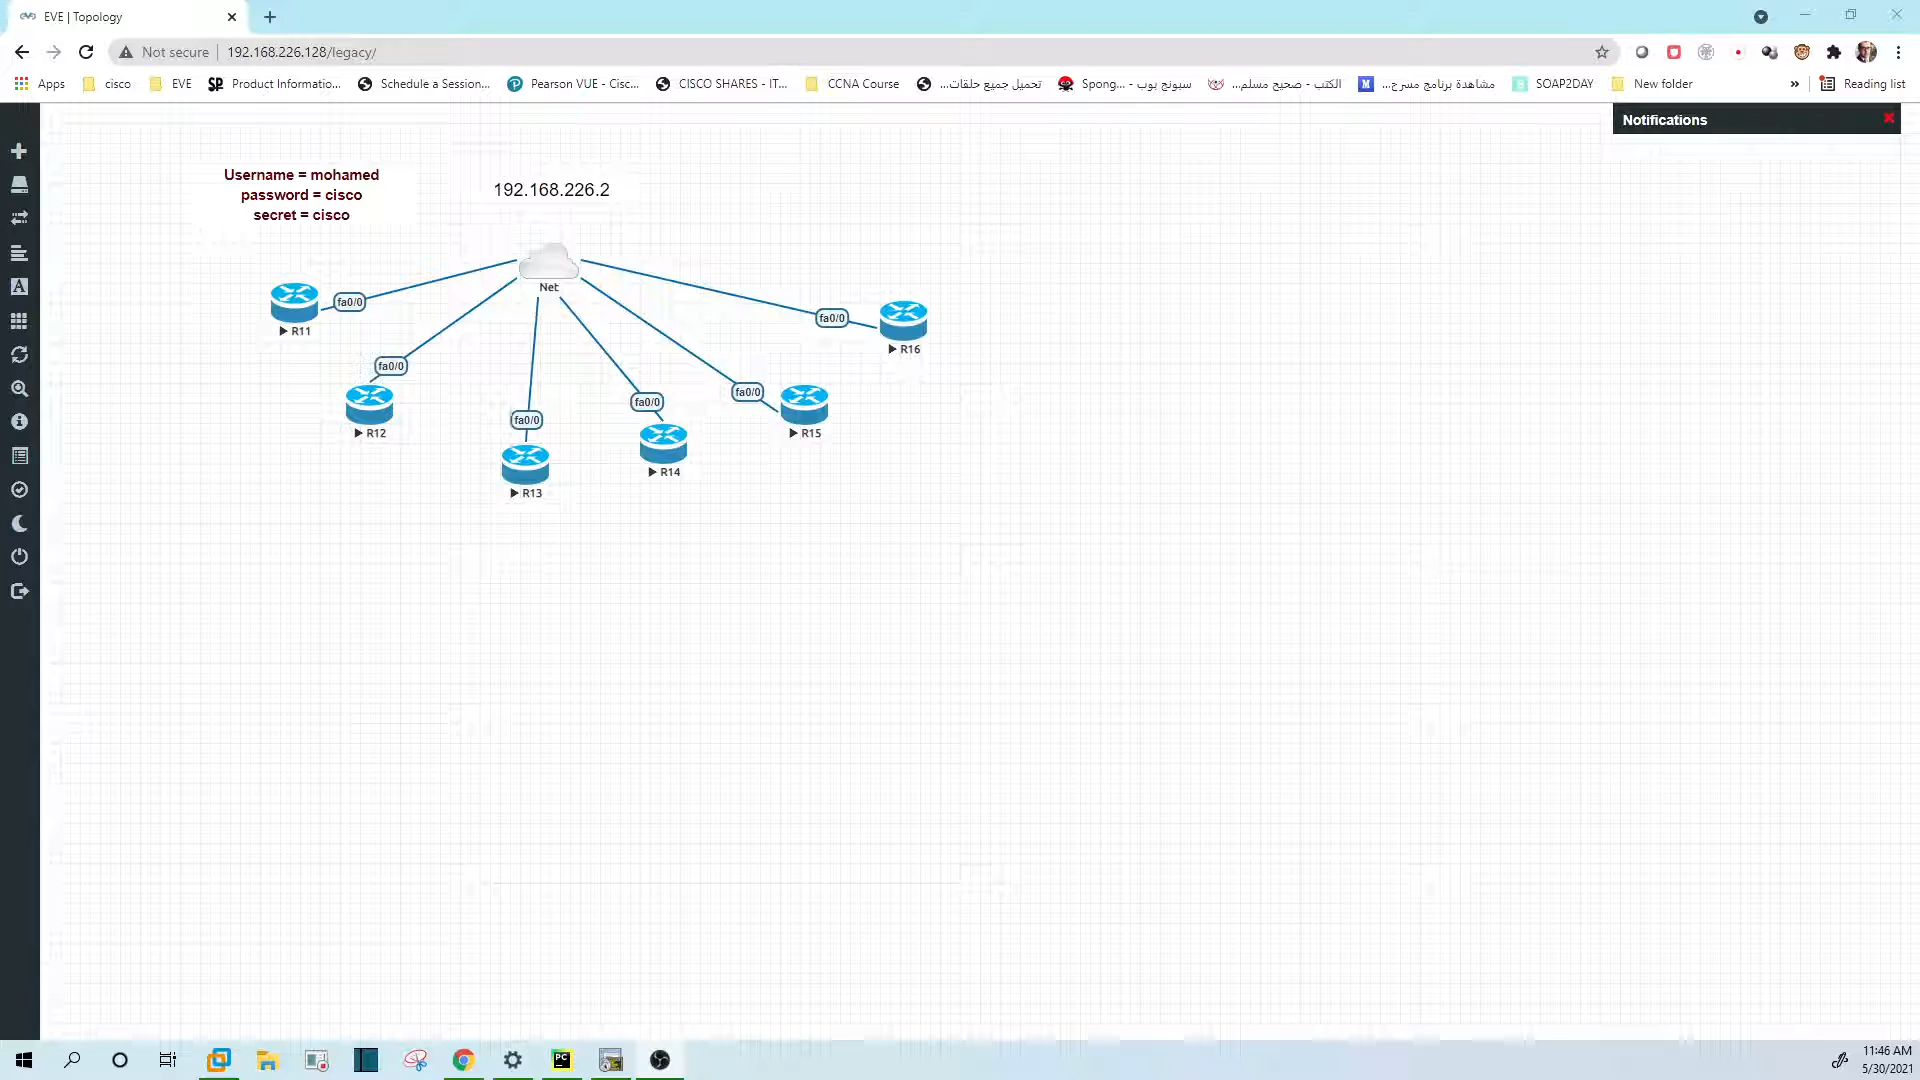 EVE | Topology
Not secure
192.168.226.128/legacy/
Apps
cisco
EVE
Product Informatio...
Schedule a Session...
Pearson VUE - Cisc...
CISCO SHARES - IT...
CCNA Course
تحميل جميع حلقات...
سبونج بوب - Spong...
الكتب - صحيح مسلم...
مشاهدة برنامج مسرح...
SOAP2DAY
New folder
»
Reading list
Notifications
Username = mohamed
password = cisco
secret = cisco
192.168.226.2
Net
fa0/0
R11
fa0/0
R16
fa0/0
R12
fa0/0
R15
fa0/0
R14
fa0/0
R13
11:46 AM
5/30/2021